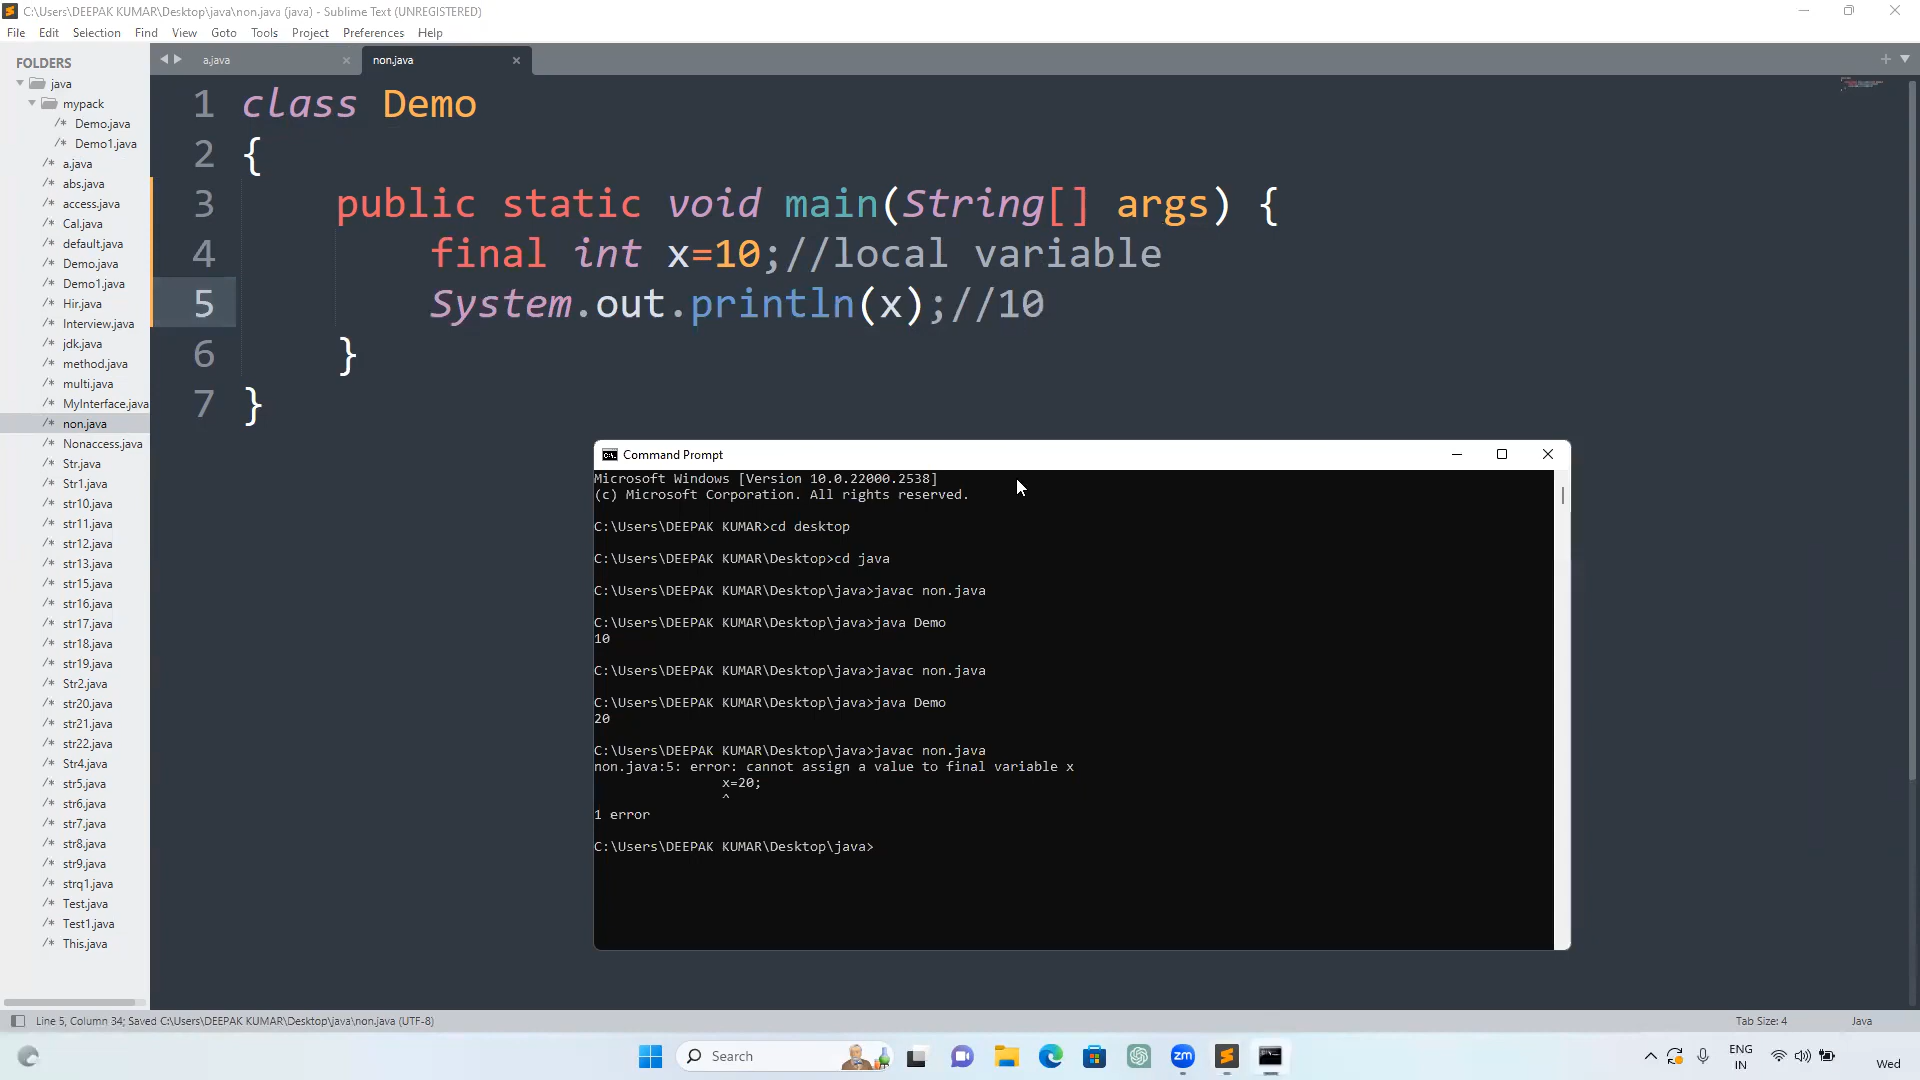 C:\Users\DEEPAK KUMAR\Desktop\java\non.java (java) - Sublime Text (UNREGISTERED)
File Edit Selection Find View Goto Tools Project Preferences Help
FOLDERS
java
mypack
Demo.java
Demo1.java
a.java
abs.java
access.java
Cal.java
default.java
Demo.java
Demo1.java
Hir.java
Interview.java
jdk.java
method.java
multi.java
MyInterface.java
non.java
Nonaccess.java
Str.java
Str1.java
str10.java
str11.java
str12.java
str13.java
str15.java
str16.java
str17.java
str18.java
str19.java
Str2.java
str20.java
str21.java
str22.java
Str4.java
str5.java
str6.java
str7.java
str8.java
str9.java
strq1.java
Test.java
Test1.java
This.java
a.java
non.java
1 class Demo
2 {
3 public static void main(String[] args) {
4 final int x=10;//local variable
5 System.out.println(x);//10
6 }
7 }
Command Prompt
Microsoft Windows [Version 10.0.22000.2538]
(c) Microsoft Corporation. All rights reserved.
C:\Users\DEEPAK KUMAR>cd desktop
C:\Users\DEEPAK KUMAR\Desktop>cd java
C:\Users\DEEPAK KUMAR\Desktop\java>javac non.java
C:\Users\DEEPAK KUMAR\Desktop\java>java Demo
10
C:\Users\DEEPAK KUMAR\Desktop\java>javac non.java
C:\Users\DEEPAK KUMAR\Desktop\java>java Demo
20
C:\Users\DEEPAK KUMAR\Desktop\java>javac non.java
non.java:5: error: cannot assign a value to final variable x
x=20;
^
1 error
C:\Users\DEEPAK KUMAR\Desktop\java>
Line 5, Column 34; Saved C:\Users\DEEPAK KUMAR\Desktop\java\non.java (UTF-8)
Tab Size: 4
Java
Search
zm
ENG
IN
Wed